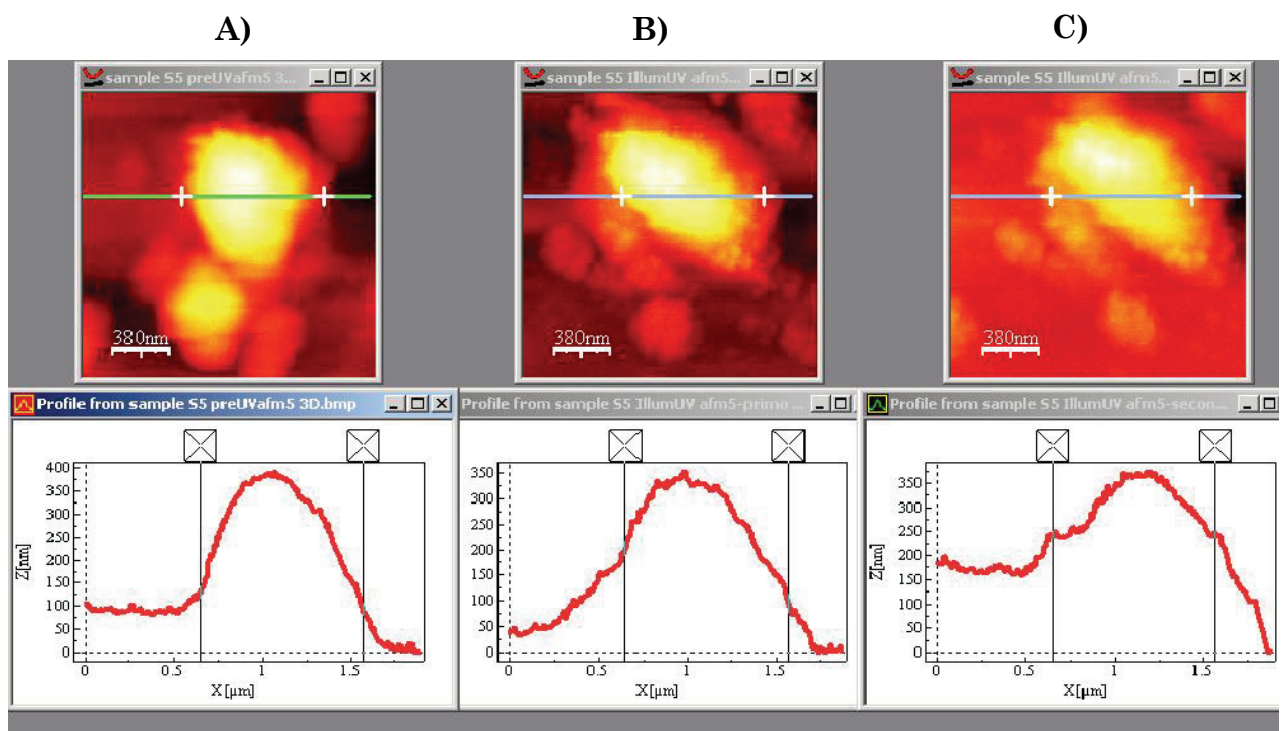 A)
B)
C)
sample S5 preUVafm5 3...
sample S5 IllumUV afm5...
sample S5 IllumUV afm5...
380nm
380nm
380nm
Profile from sample S5 preUVafm5 3D.bmp
Profile from sample S5 IllumUV afm5-primo ...
Profile from sample S5 IllumUV afm5-secon...
400
350
300
250
200
150
100
50
0
Z[nm]
0
0.5
1
1.5
X[μm]
350
300
250
200
150
100
50
0
Z[nm]
0
0.5
1
1.5
X[μm]
350
300
250
200
150
100
50
0
Z[nm]
0
0.5
1
1.5
X[μm]